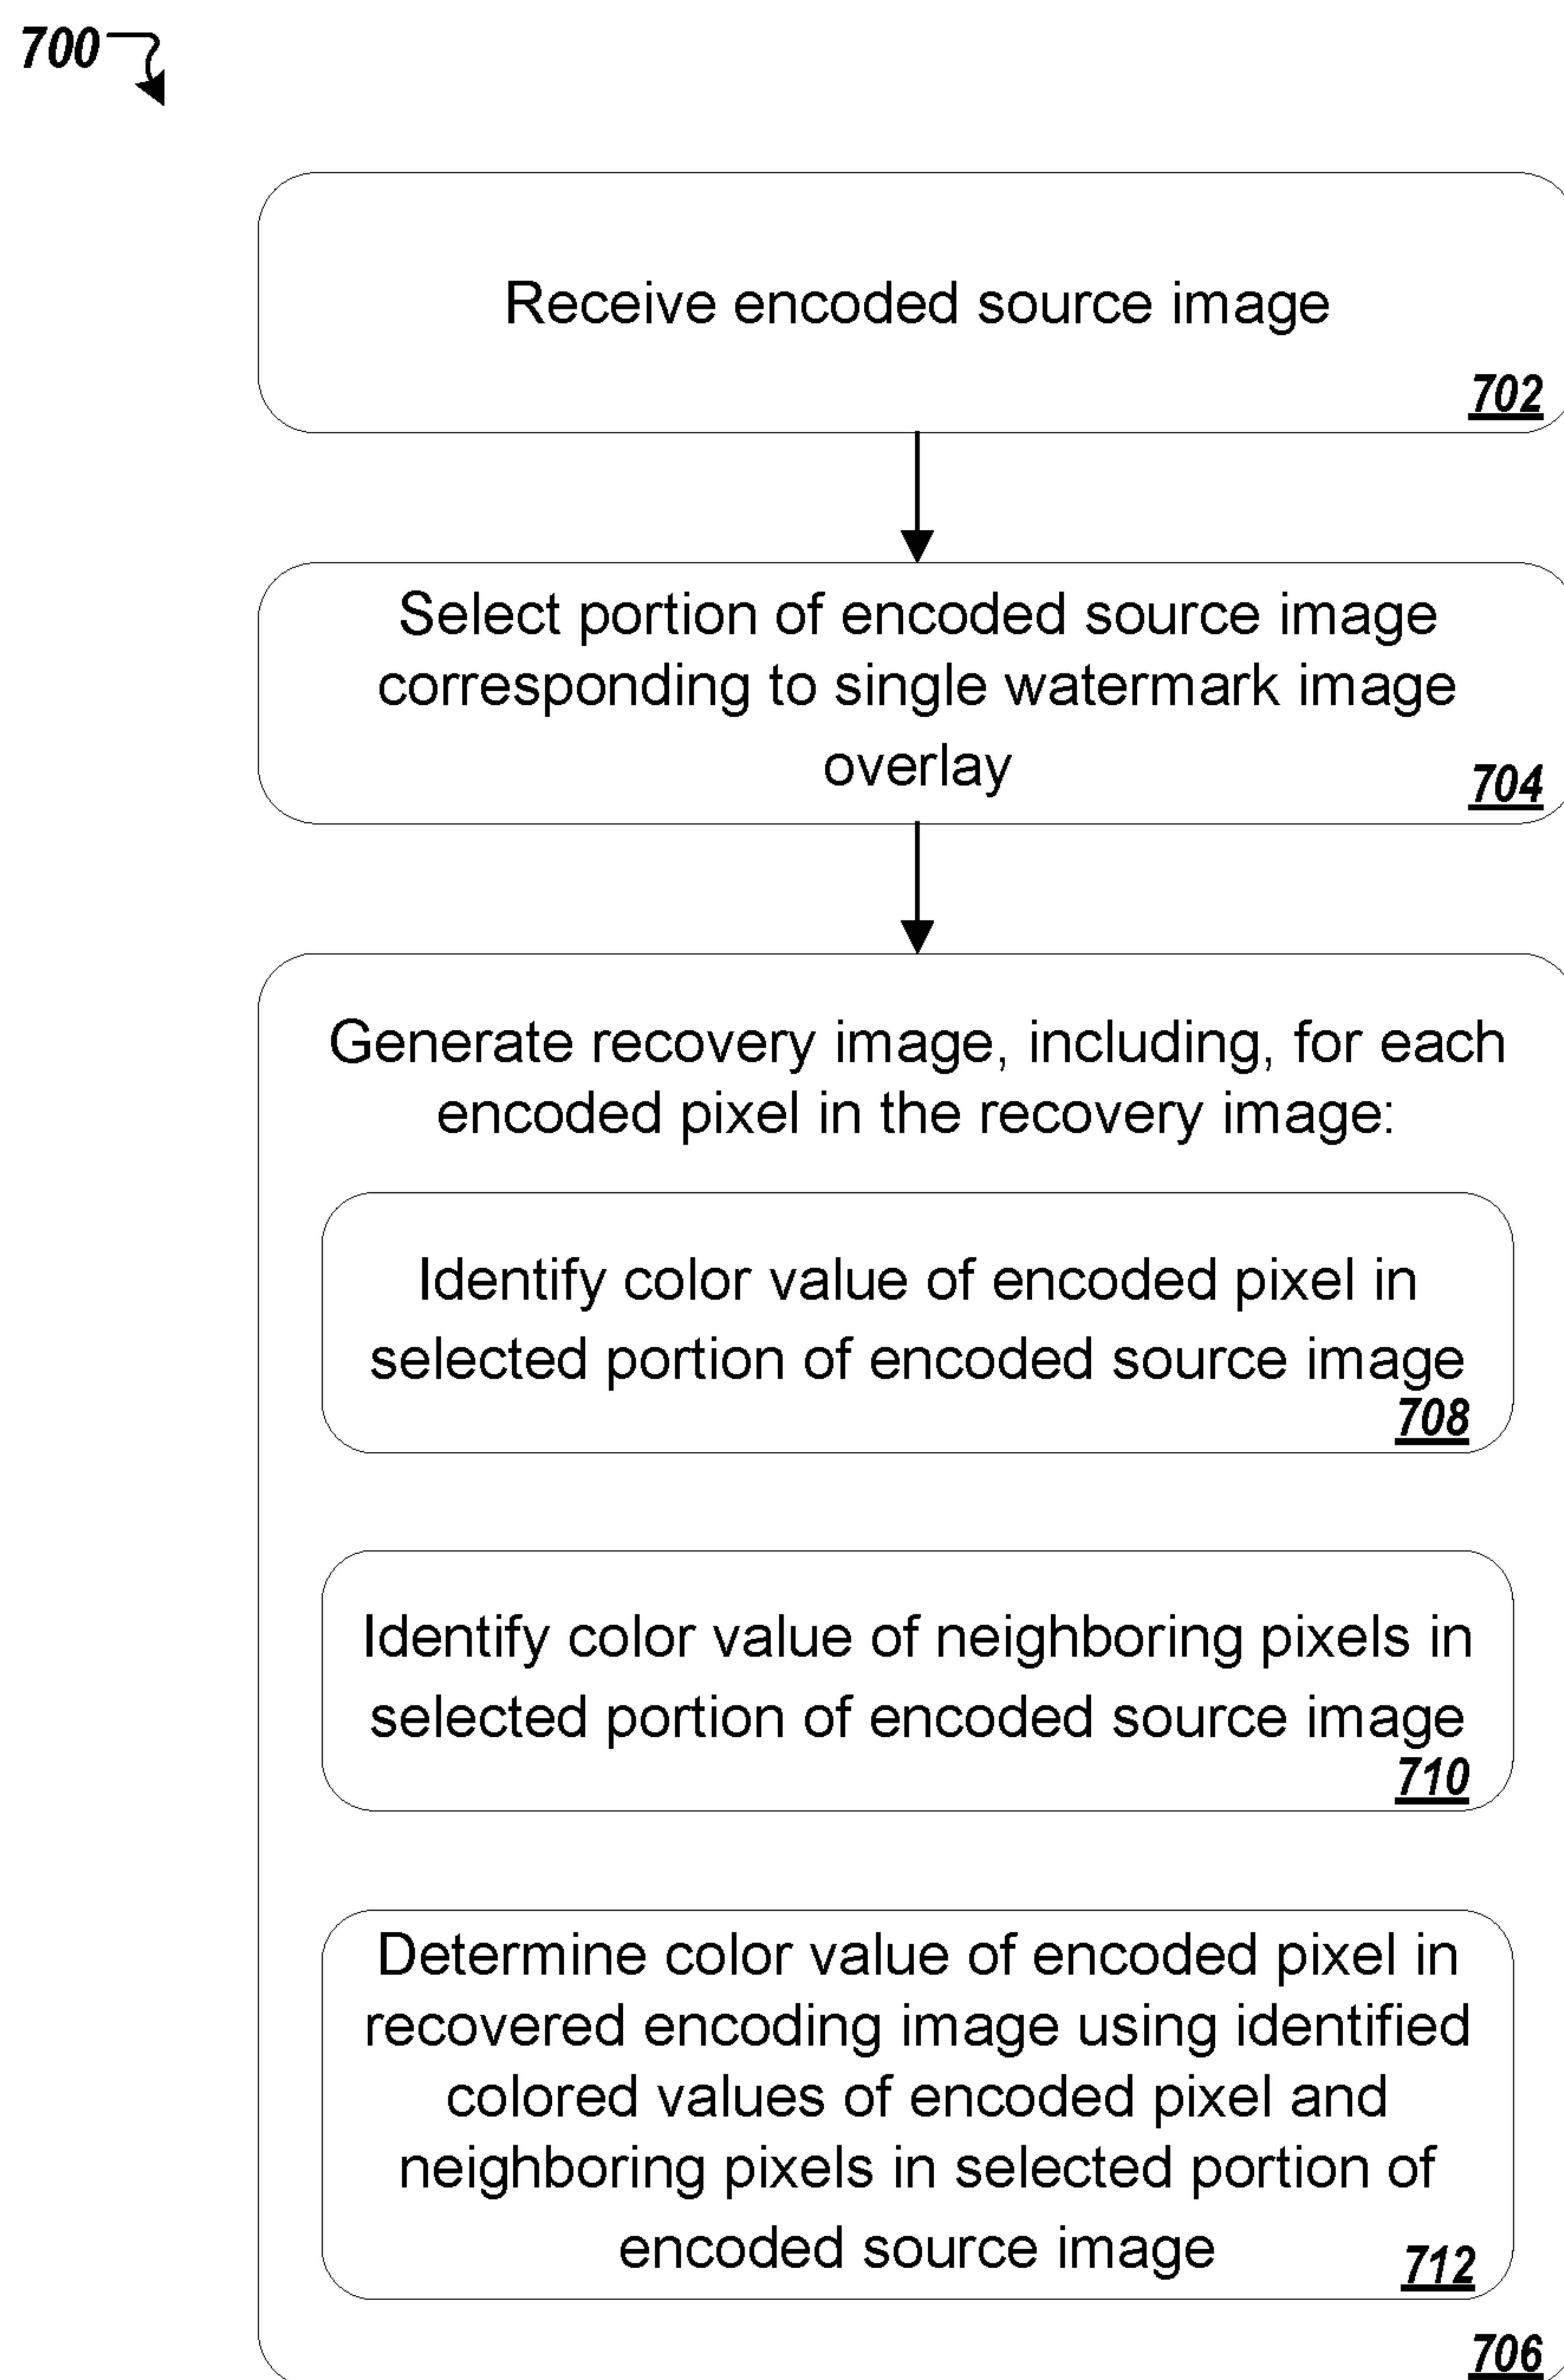 700
Receive encoded source image
702
Select portion of encoded source image
corresponding to single watermark image
overlay
704
Generate recovery image, including, for each
encoded pixel in the recovery image:
Identify color value of encoded pixel in
selected portion of encoded source image
708
Identify color value of neighboring pixels in
selected portion of encoded source image
710
Determine color value of encoded pixel in
recovered encoding image using identified
colored values of encoded pixel and
neighboring pixels in selected portion of
encoded source image
712
706